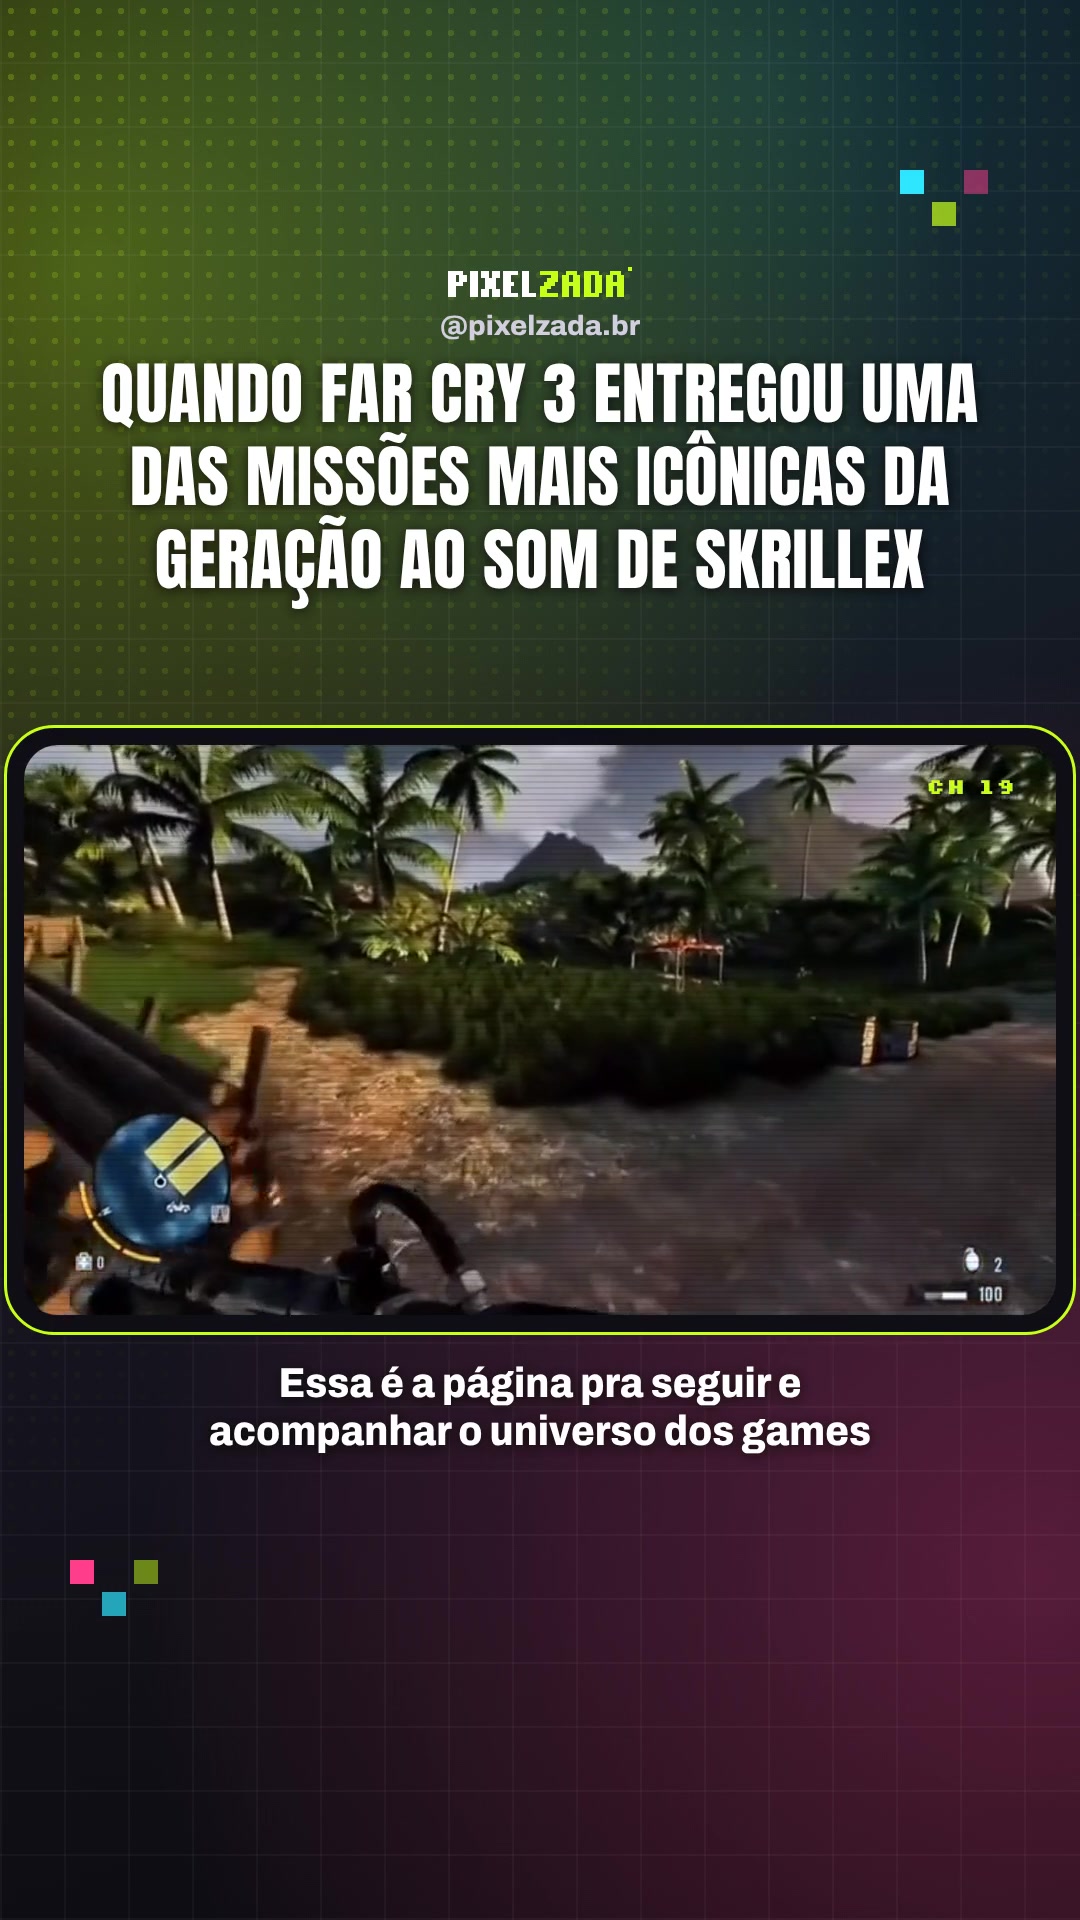 PIXELZADA
@pixelzada.br
QUANDO FAR CRY 3 ENTREGOU UMA
DAS MISSÕES MAIS ICÔNICAS DA
GERAÇÃO AO SOM DE SKRILLEX
CH 19
0
2
100
Essa é a página pra seguir e
acompanhar o universo dos games